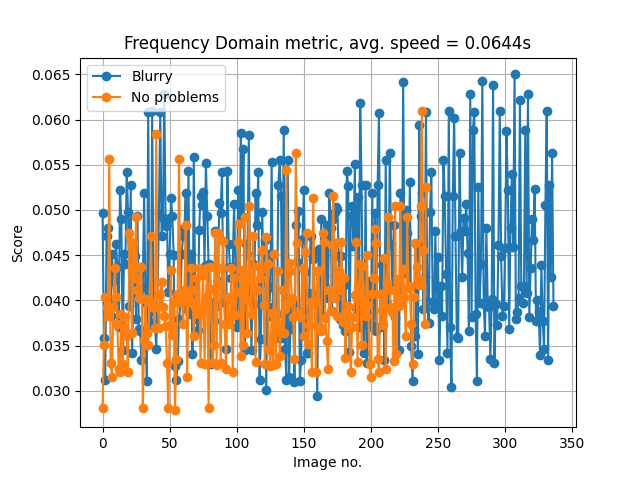 Frequency Domain metric, avg. speed = 0.0644s
Blurry
No problems
0.065
0.060
0.055
0.050
0.045
0.040
0.035
0.030
Score
0 50 100 150 200 250 300 350
Image no.